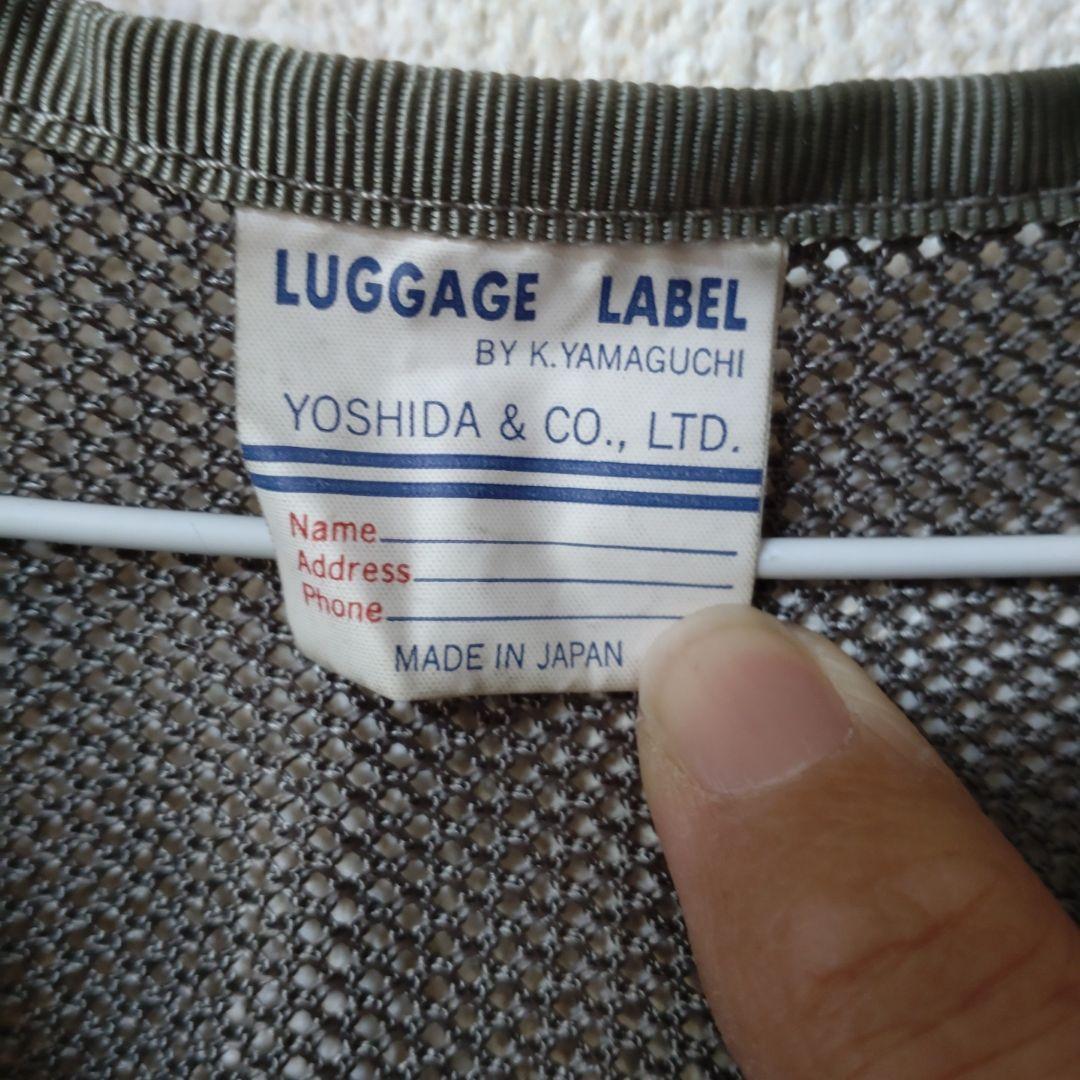 LUGGAGE LABEL
BY K.YAMAGUCHI
YOSHIDA & CO., LTD.
Name
Address
Phone
MADE IN JAPAN